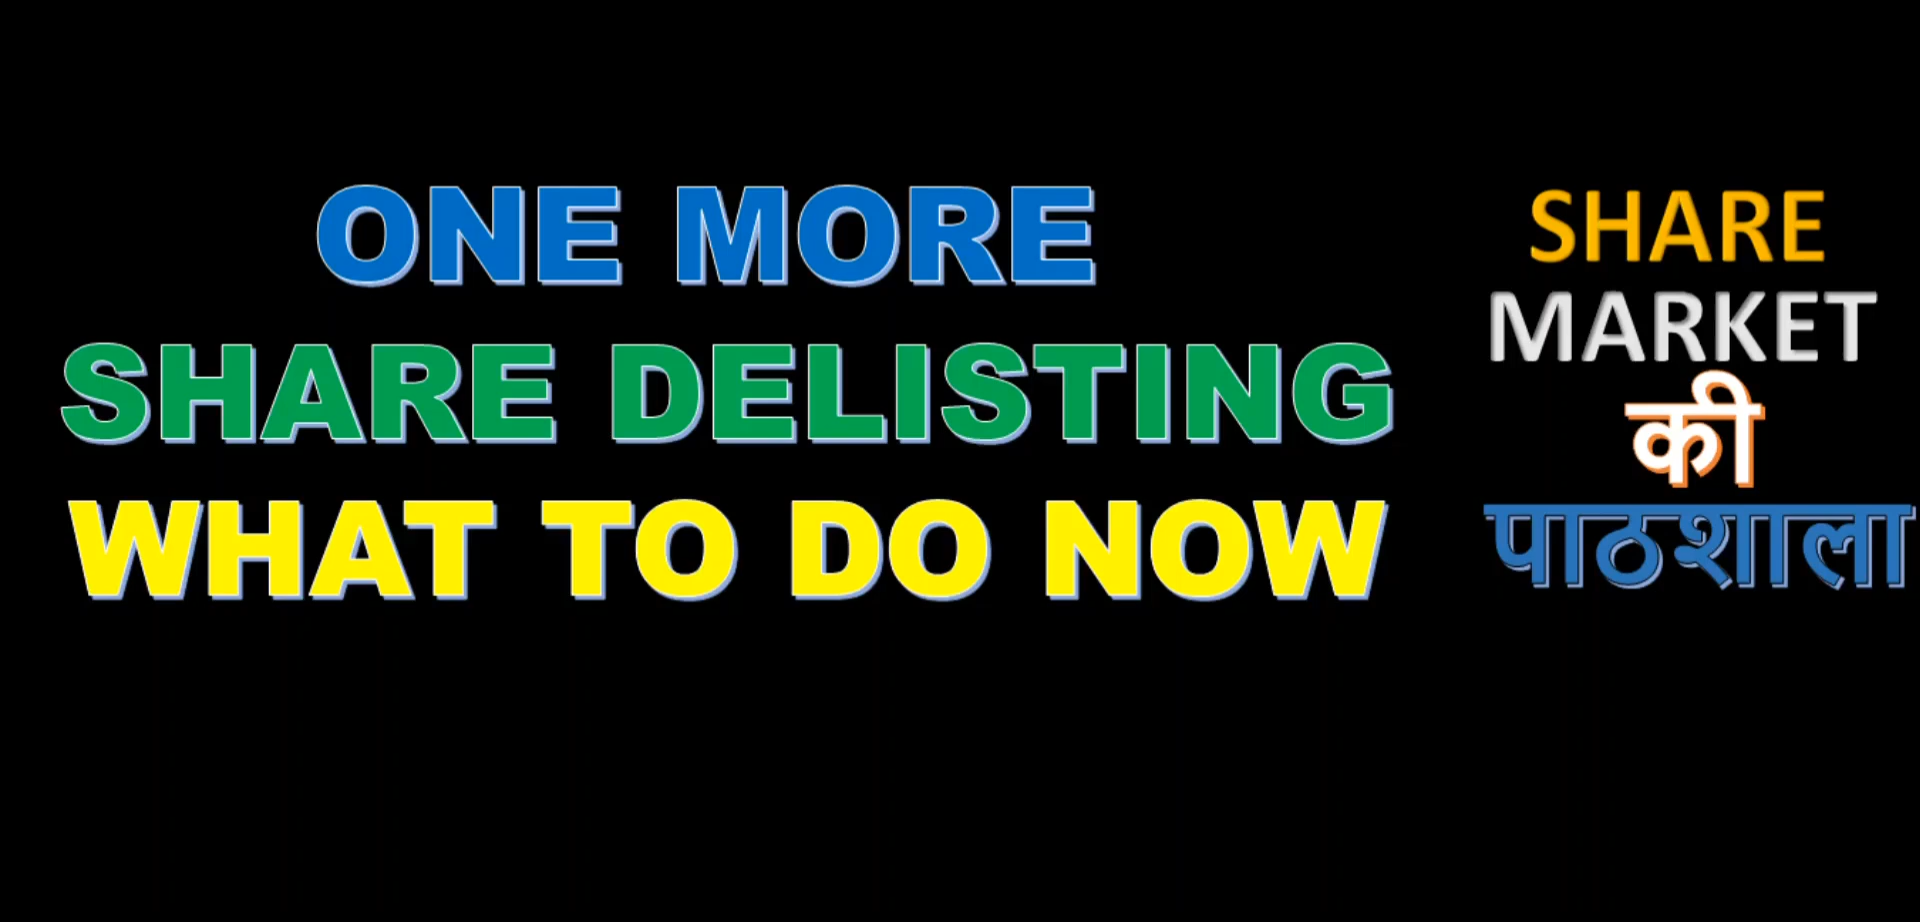 ONE MORE
SHARE DELISTING
WHAT TO DO NOW
SHARE
MARKET
की
पाठशाला